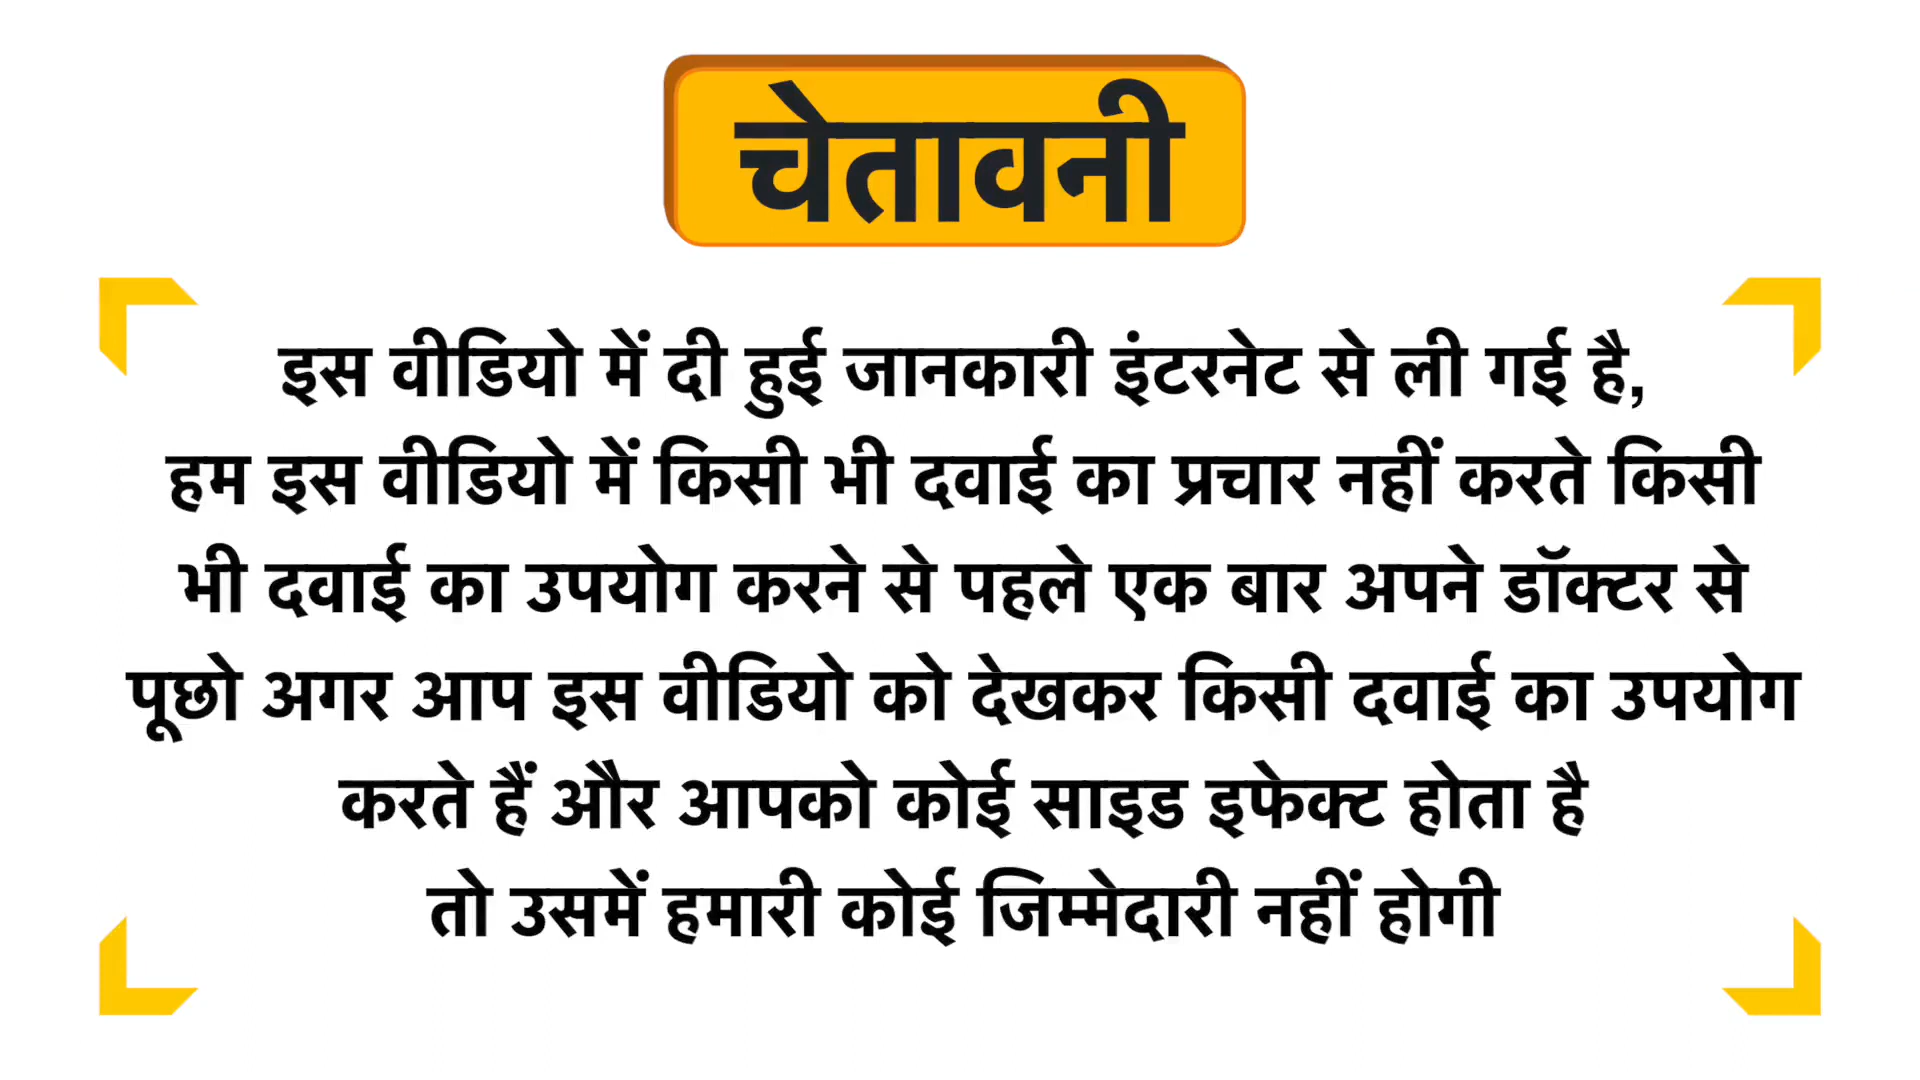 चेतावनी
इस वीडियो में दी हुई जानकारी इंटरनेट से ली गई है,
हम इस वीडियो में किसी भी दवाई का प्रचार नहीं करते किसी
भी दवाई का उपयोग करने से पहले एक बार अपने डॉक्टर से
पूछो अगर आप इस वीडियो को देखकर किसी दवाई का उपयोग
करते हैं और आपको कोई साइड इफेक्ट होता है
तो उसमें हमारी कोई जिम्मेदारी नहीं होगी